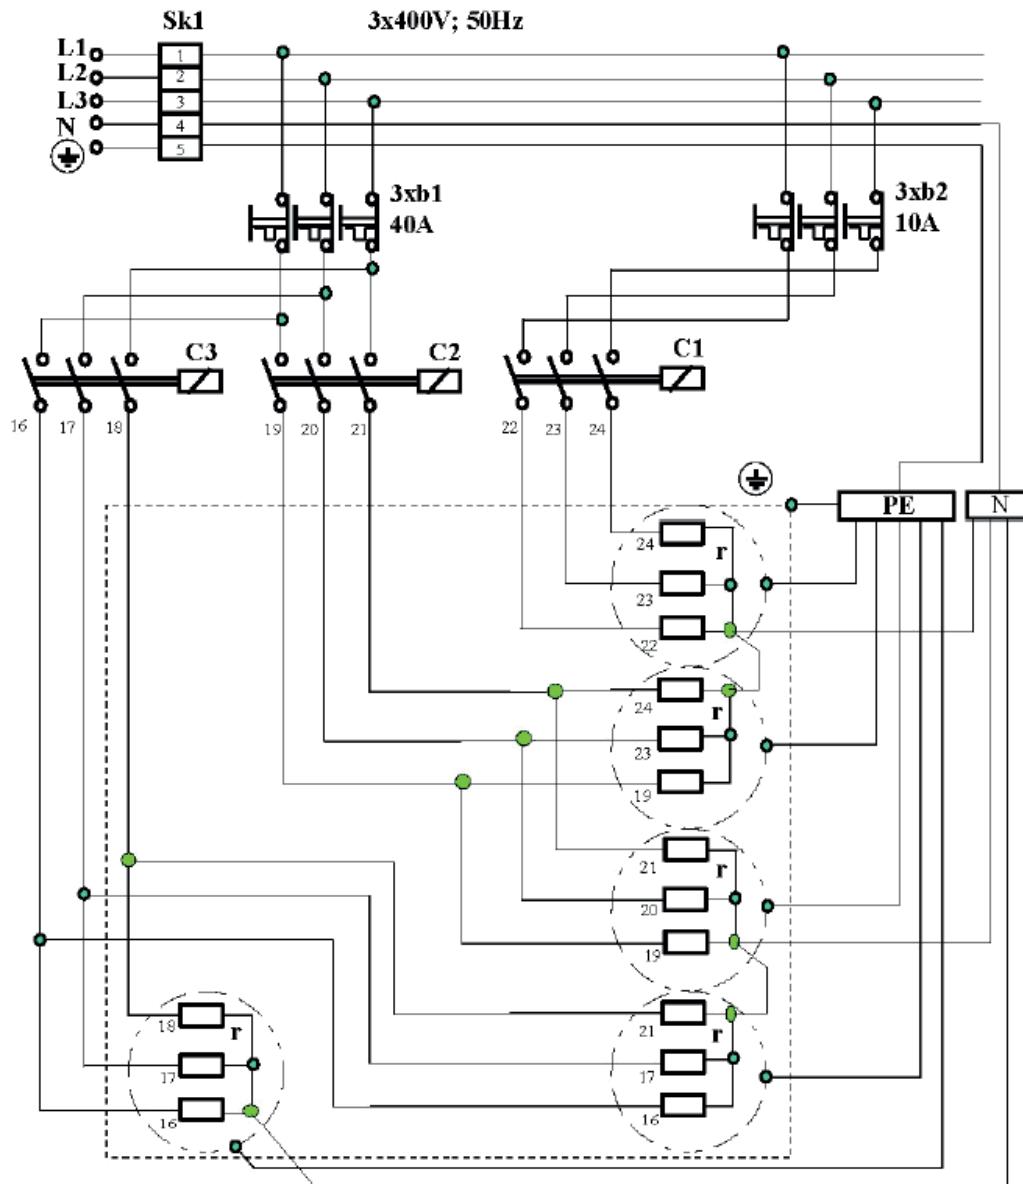 Sk1 3x400V; 50Hz
L1 1
L2 2
L3 3
N 4
5
3xb1 3xb2
40A 10A
C3 C2 C1
16 17 18 19 20 21 22 23 24
PE N
24 r
23
22
24 r
23
19
21 r
20
19
18 r 21 r
17 17
16 16